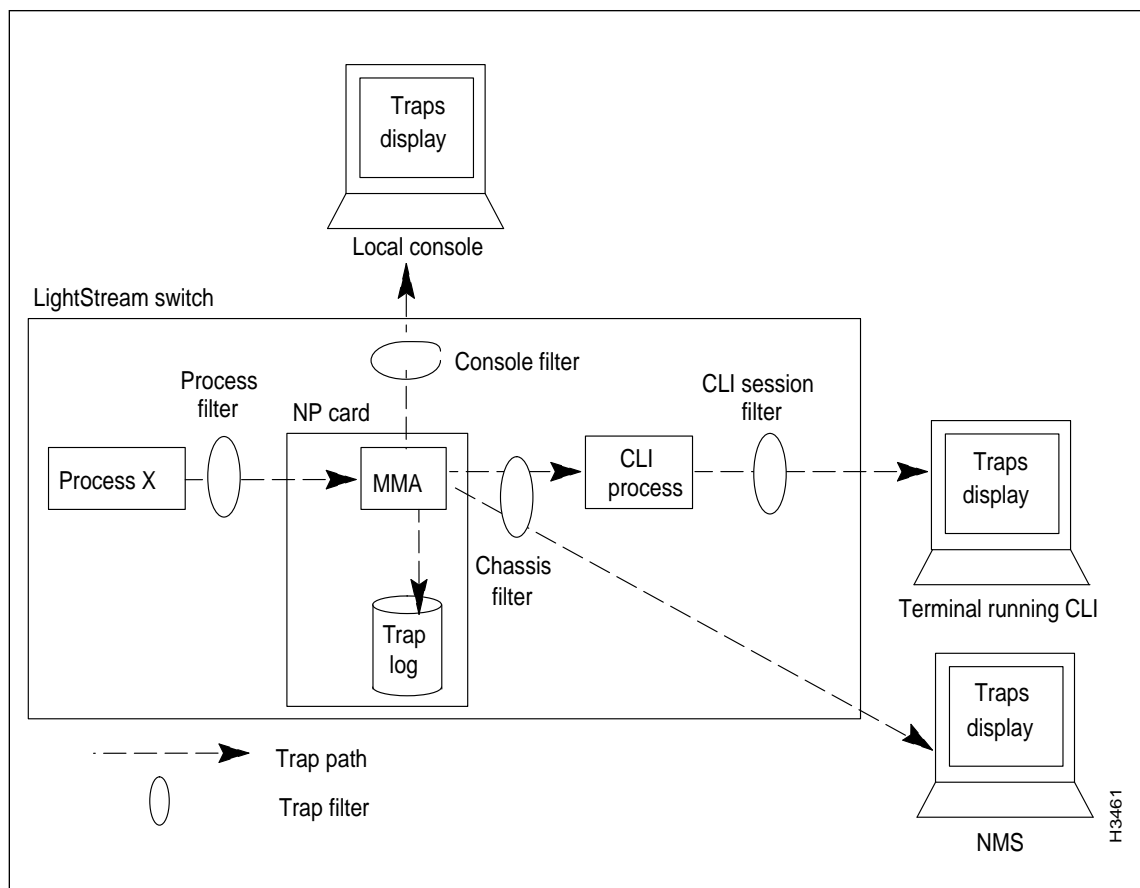 Traps
display
Local console
LightStream switch
Console filter
Process
filter
CLI session
filter
NP card
Process X
MMA
CLI
process
Traps
display
Chassis
filter
Terminal running CLI
Trap
log
Traps
display
Trap path
Trap filter
NMS
H3461